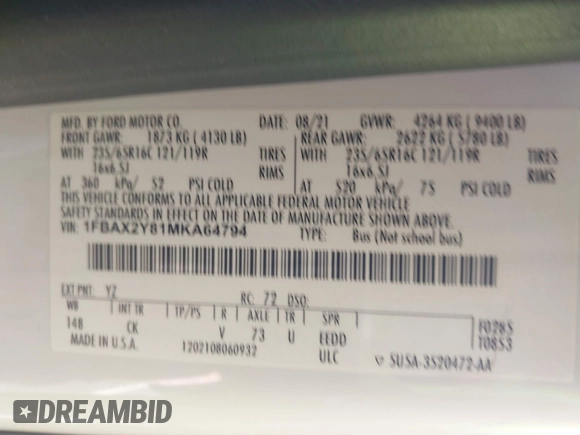 MFD. BY FORD MOTOR CO. DATE: 08/21 GVWR: 4264 KG ( 9400 LB)
FRONT GAWR: 1873 KG ( 4130 LB) REAR GAWR: 2622 KG ( 5780 LB)
WITH 235/65R16C 121/119R TIRES WITH 235/65R16C 121/119R TIRES
16x6.5J RIMS 16x6.5J RIMS
AT 360 kPa/ 52 PSI COLD AT 520 kPa/ 75 PSI COLD
THIS VEHICLE CONFORMS TO ALL APPLICABLE FEDERAL MOTOR VEHICLE
SAFETY STANDARDS IN EFFECT ON THE DATE OF MANUFACTURE SHOWN ABOVE.
VIN: 1FBAX2Y81MKA64794 TYPE: Bus (Not school bus)
EXT PNT: YZ RC: 72 DSO:
WB INT TR TP/PS R AXLE TR SPR F0265
148 CK V 73 U EEDD T0853
MADE IN U.S.A. 1202108060932 ULC ▽ SU5A-3520472-AA
DREAMBID